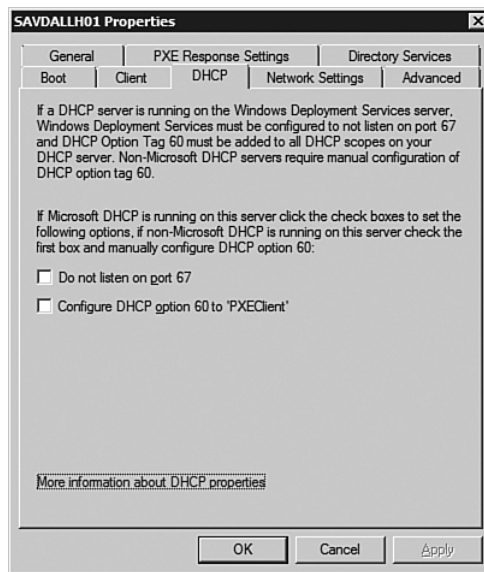 SAVDALLH01 Properties
General
PXE Response Settings
Directory Services
Boot
Client
DHCP
Network Settings
Advanced
If a DHCP server is running on the Windows Deployment Services server,
Windows Deployment Services must be configured to not listen on port 67
and DHCP Option Tag 60 must be added to all DHCP scopes on your
DHCP server. Non-Microsoft DHCP servers require manual configuration of
DHCP option tag 60.
If Microsoft DHCP is running on this server click the check boxes to set the
following options, if non-Microsoft DHCP is running on this server check the
first box and manually configure DHCP option 60:
Do not listen on port 67
Configure DHCP option 60 to 'PXEClient'
More information about DHCP properties
OK
Cancel
Apply